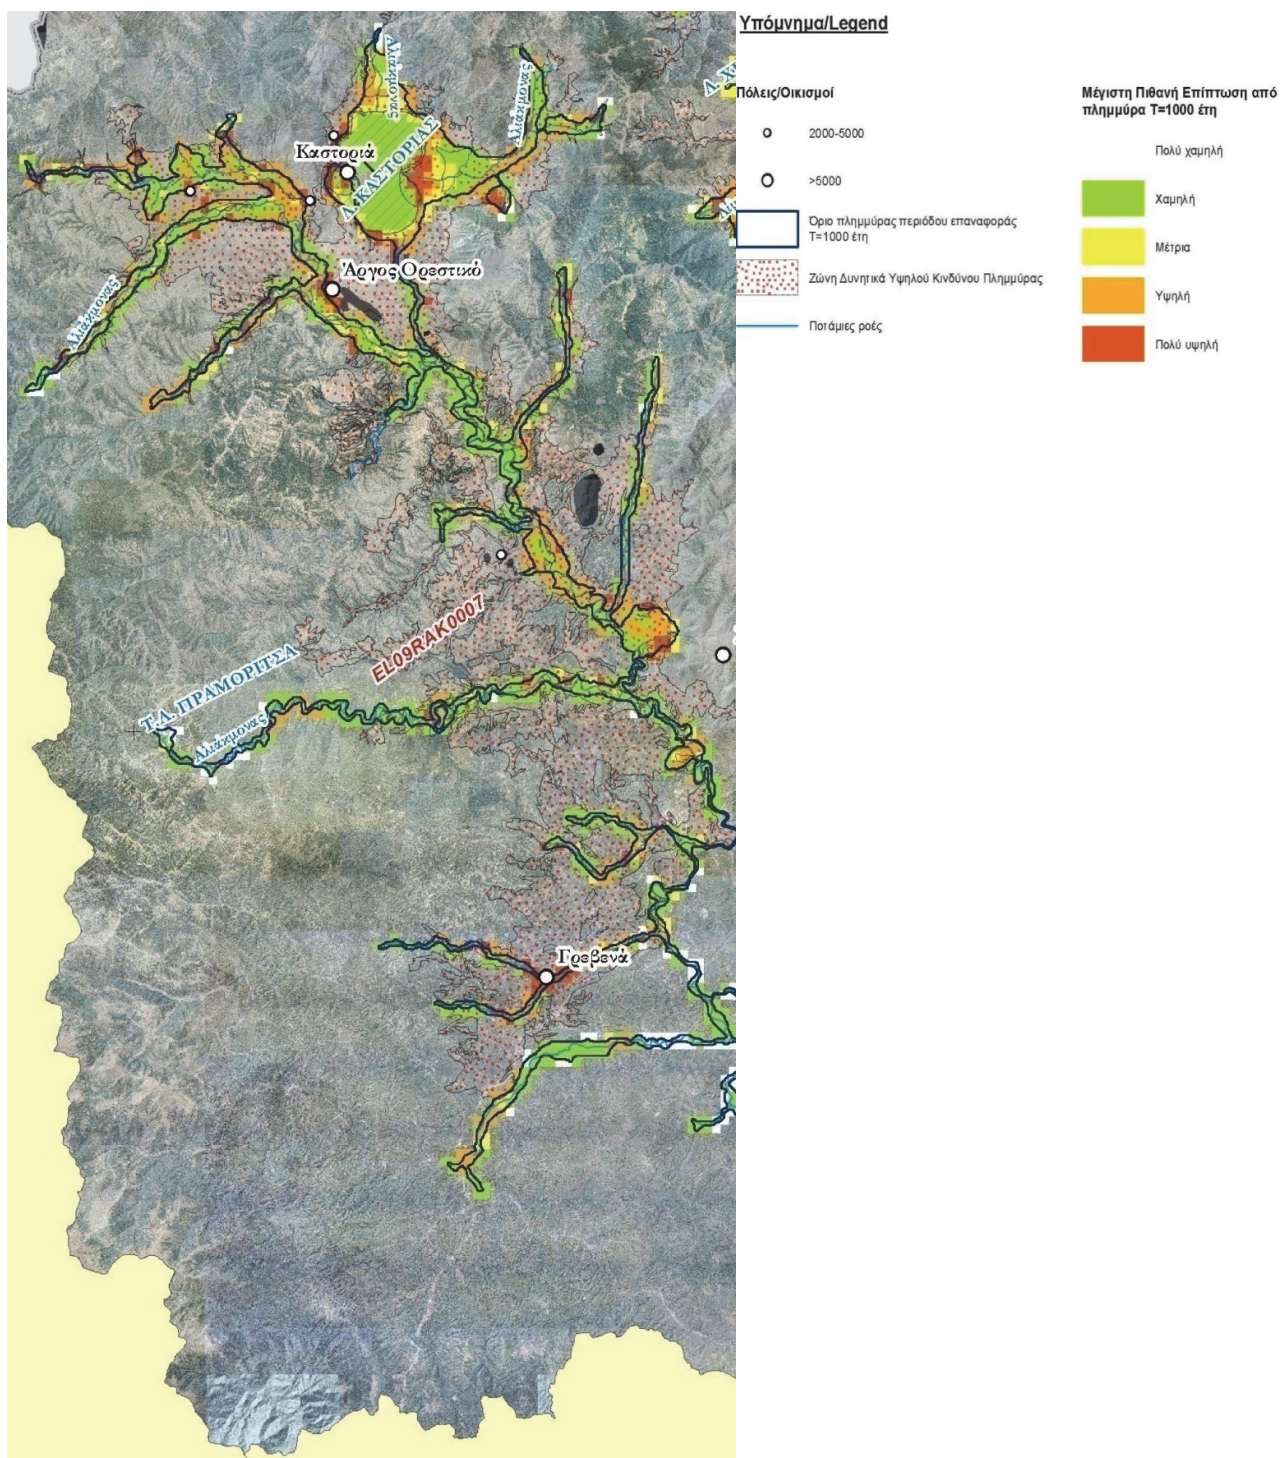 Υπόμνημα/Legend
Πόλεις/Οικισμοί
2000-5000
>5000
Όριο πλημμύρας περιόδου επαναφοράς
T=1000 έτη
Ζώνη Δυνητικά Υψηλού Κινδύνου Πλημμύρας
Ποτάμιες ροές
Μέγιστη Πιθανή Επίπτωση από
πλημμύρα T=1000 έτη
Πολύ χαμηλή
Χαμηλή
Μέτρια
Υψηλή
Πολύ υψηλή
Αλιάκμονας
Αλιάκμονας
Καστοριά
Λ. ΚΑΣΤΟΡΙΑΣ
Άργος Ορεστικό
Αλιάκμονας
EL09RAK0007
Τ.Λ. ΠΡΑΜΟΡΙΤΣΑ
Αλιάκμονας
Γρεβενά